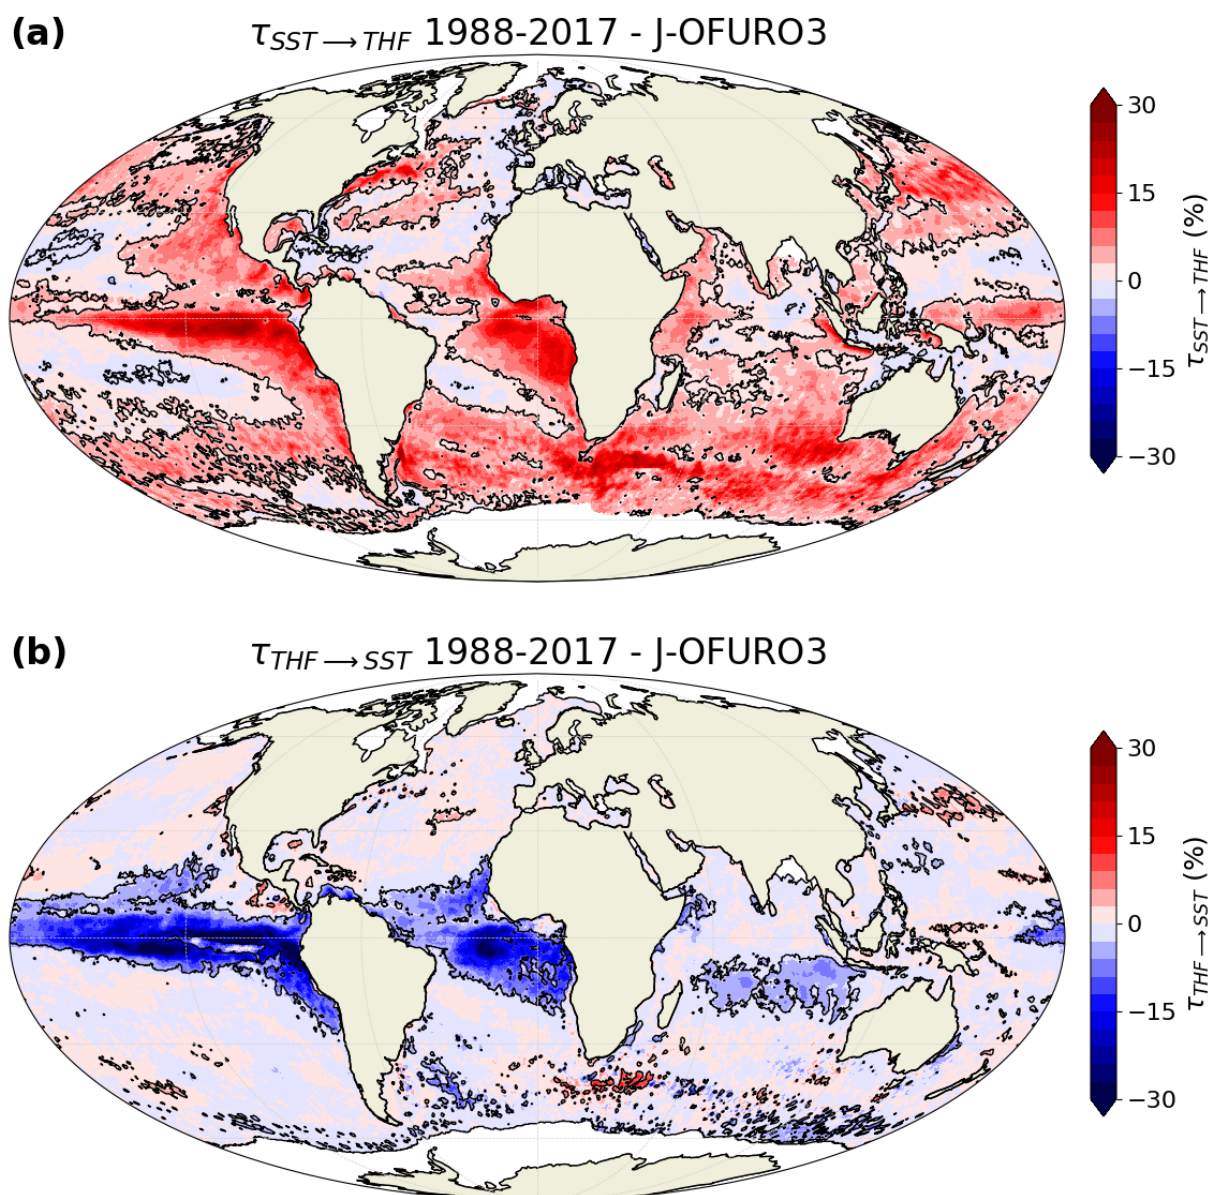 (a)
τSST⟶THF 1988-2017 - J-OFURO3
30
15
0
−15
−30
τSST⟶THF (%)
(b)
τTHF⟶SST 1988-2017 - J-OFURO3
30
15
0
−15
−30
τTHF⟶SST (%)